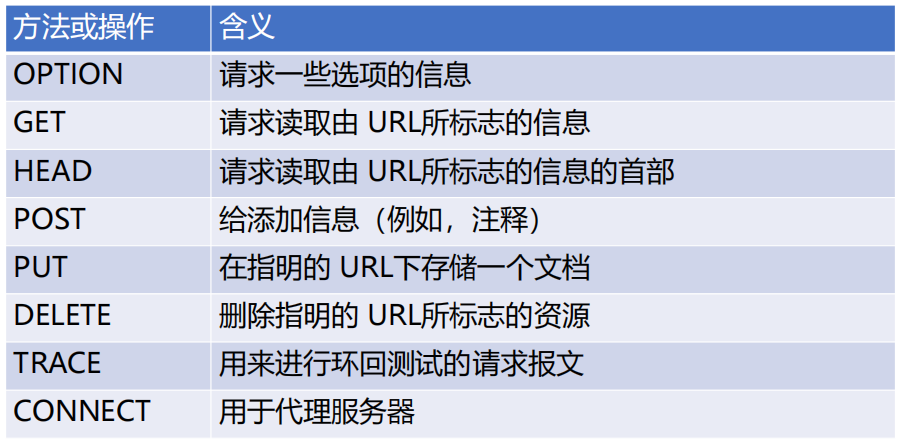 方法或操作 含义
OPTION 请求一些选项的信息
GET 请求读取由 URL所标志的信息
HEAD 请求读取由 URL所标志的信息的首部
POST 给添加信息（例如，注释）
PUT 在指明的 URL下存储一个文档
DELETE 删除指明的 URL所标志的资源
TRACE 用来进行环回测试的请求报文
CONNECT 用于代理服务器